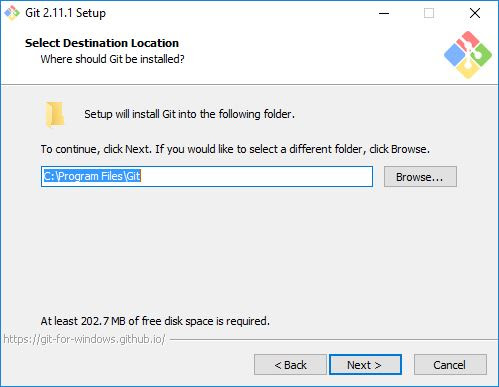 Git 2.11.1 Setup
Select Destination Location
Where should Git be installed?
Setup will install Git into the following folder.
To continue, click Next. If you would like to select a different folder, click Browse.
C:\Program Files\Git
Browse...
At least 202.7 MB of free disk space is required.
https://git-for-windows.github.io/
< Back
Next >
Cancel